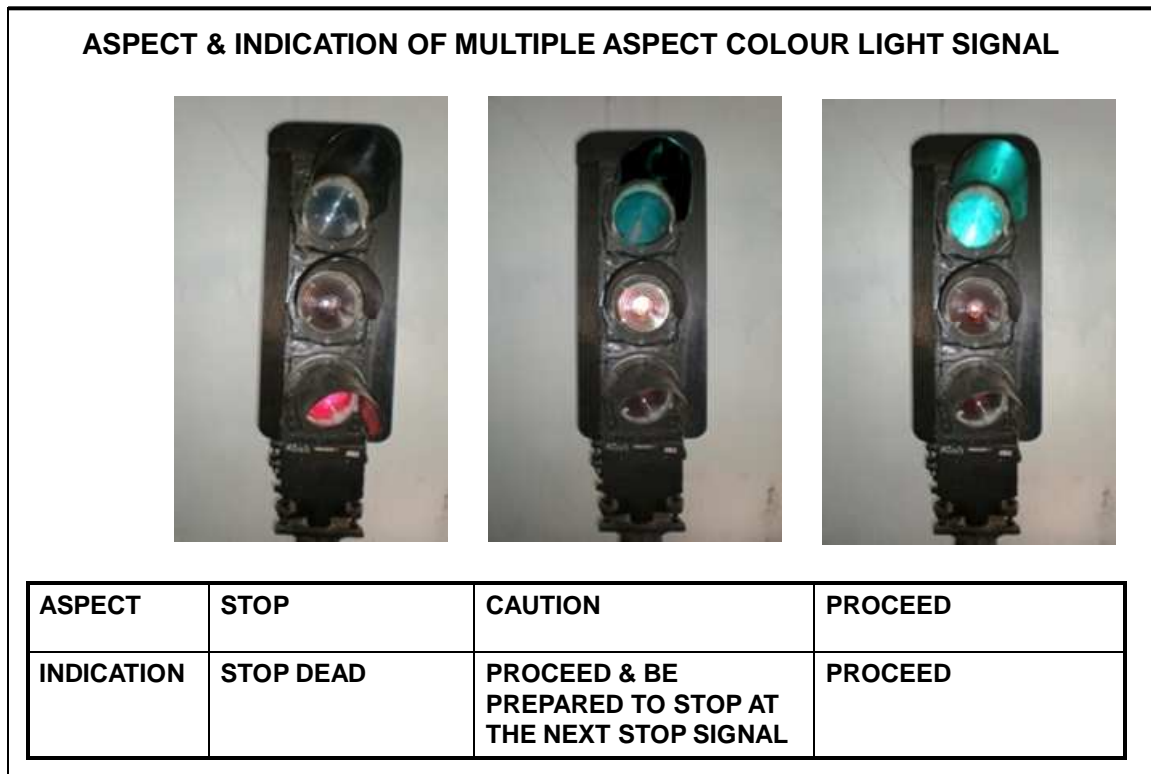 ASPECT & INDICATION OF MULTIPLE ASPECT COLOUR LIGHT SIGNAL
ASPECT STOP CAUTION PROCEED
INDICATION STOP DEAD PROCEED & BE PREPARED TO STOP AT THE NEXT STOP SIGNAL PROCEED